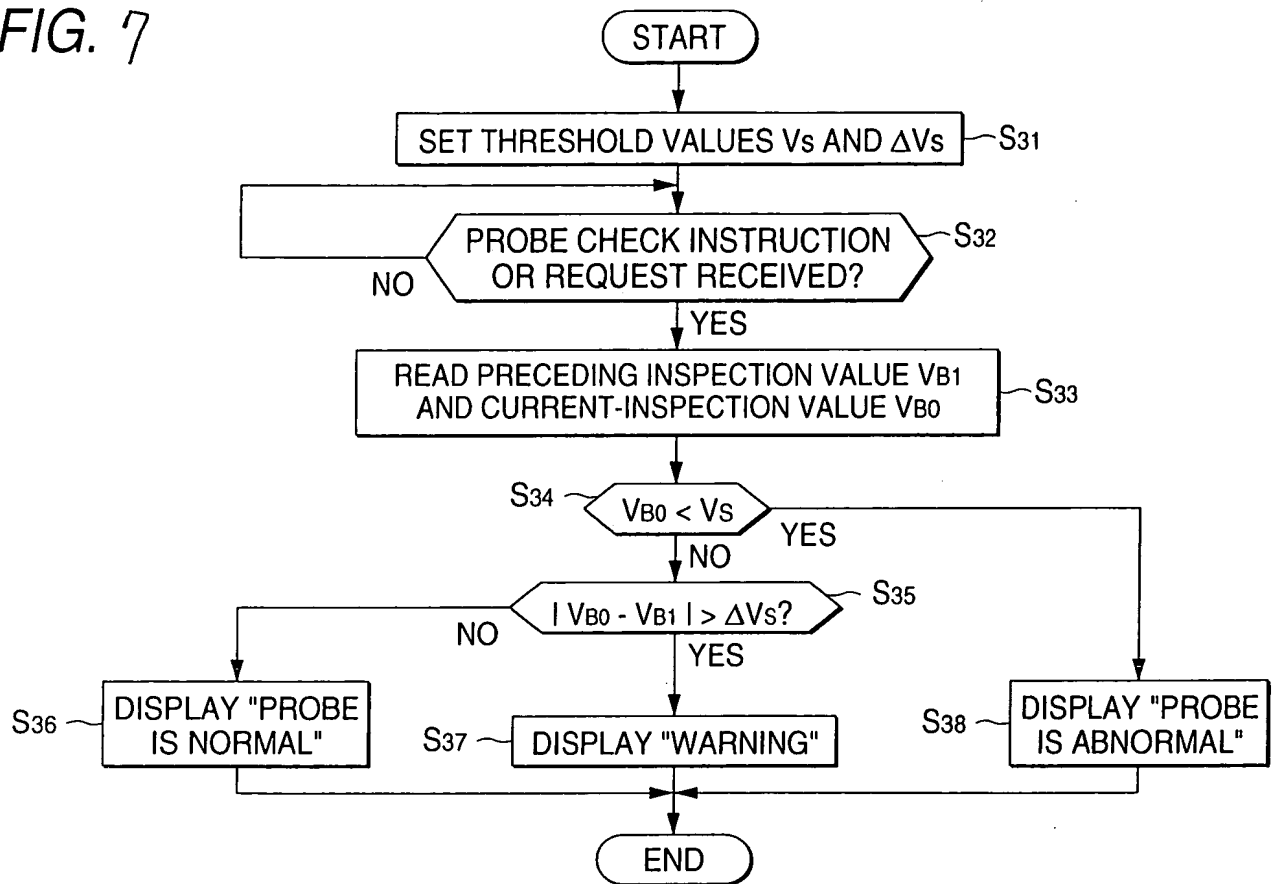 FIG. 7
START
SET THRESHOLD VALUES VS AND ΔVS
S31
PROBE CHECK INSTRUCTION
OR REQUEST RECEIVED?
S32
NO
YES
READ PRECEDING INSPECTION VALUE VB1
AND CURRENT-INSPECTION VALUE VB0
S33
S34
VB0 < VS
YES
NO
| VB0 - VB1 | > ΔVS?
S35
NO
YES
S36
DISPLAY "PROBE
IS NORMAL"
S37
DISPLAY "WARNING"
S38
DISPLAY "PROBE
IS ABNORMAL"
END